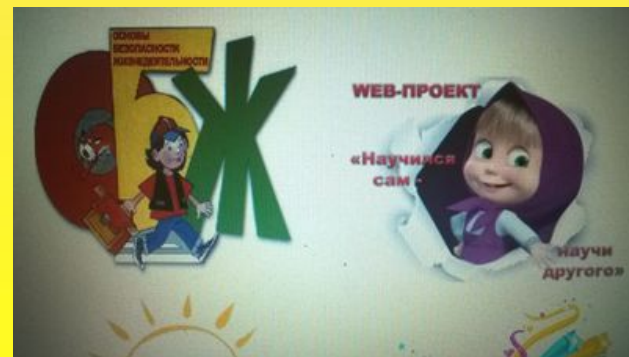 ОСНОВЫ
БЕЗОПАСНОСТИ
ЖИЗНЕДЕЯТЕЛЬНОСТИ
ОБЖ
WEB-ПРОЕКТ
«Научился
сам -
научи
другого»